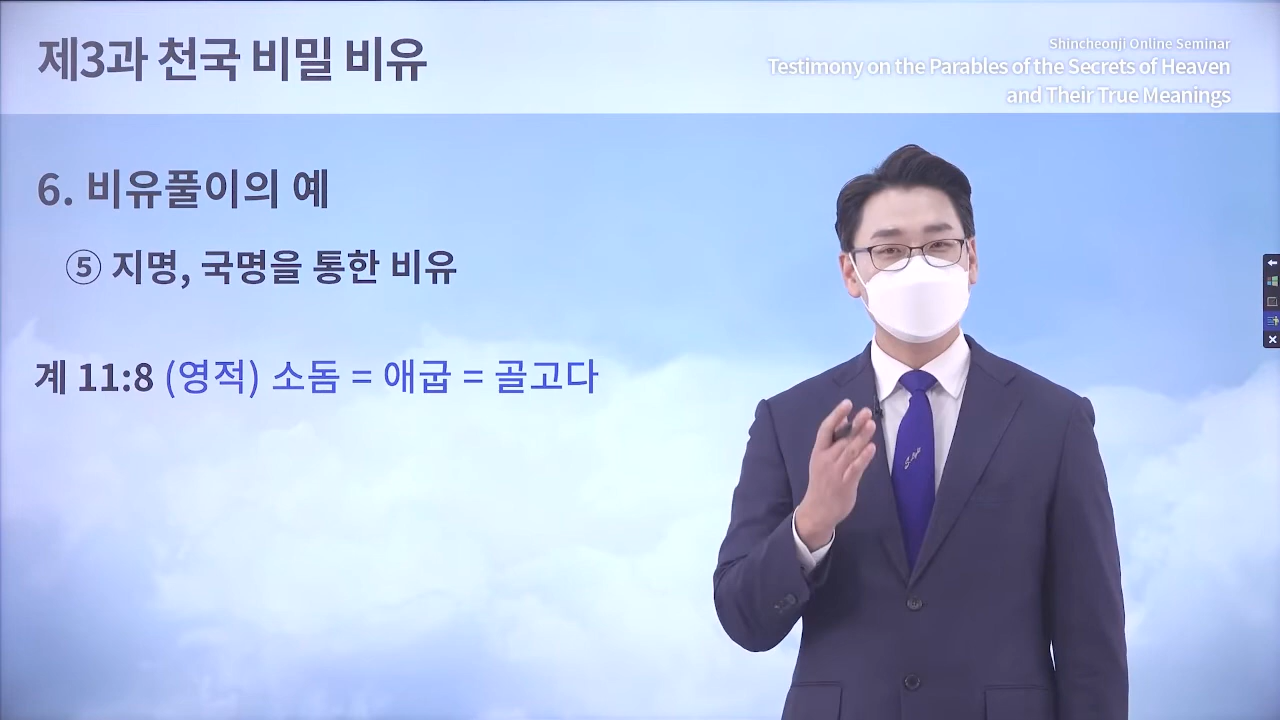 제3과 천국 비밀 비유
Shincheonji Online Seminar
Testimony on the Parables of the Secrets of Heaven
and Their True Meanings
6. 비유풀이의 예
⑤ 지명, 국명을 통한 비유
계 11:8 (영적) 소돔 = 애굽 = 골고다